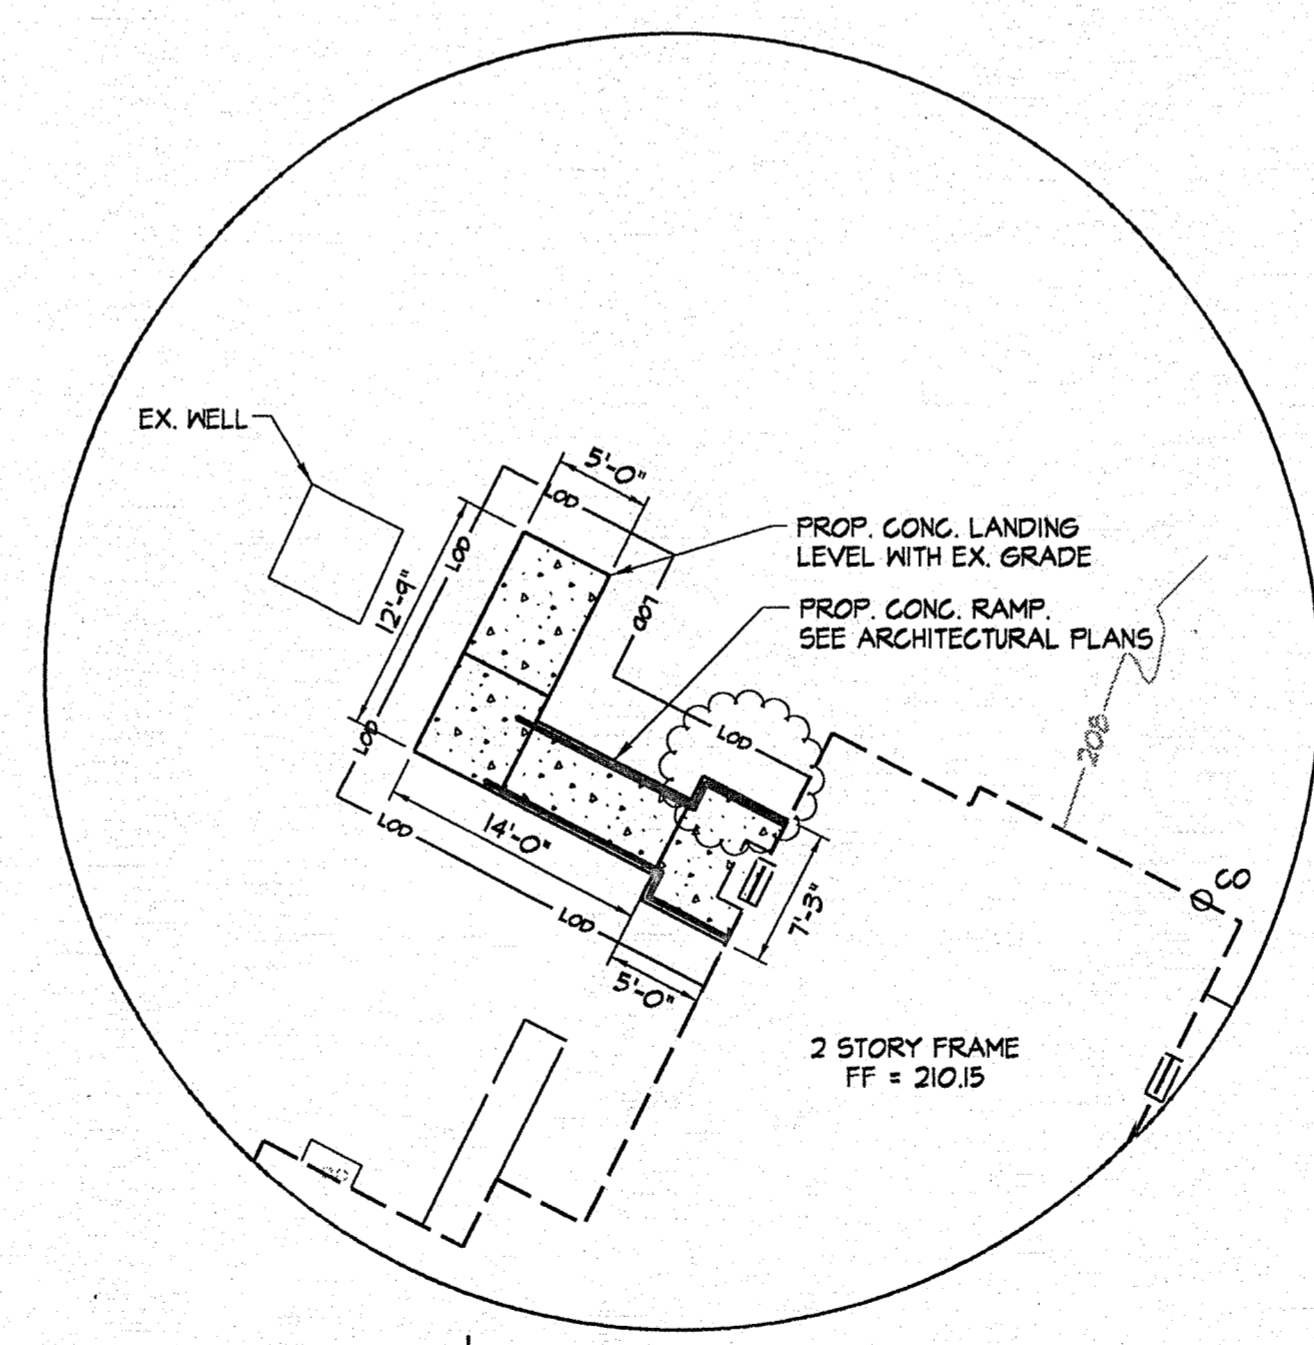 EX. WELL
5'-0"
LOD
LOD
12'-9"
PROP. CONC. LANDING
LEVEL WITH EX. GRADE
LOD
PROP. CONC. RAMP.
SEE ARCHITECTURAL PLANS
LOD
LOD
208
LOD
14'-0"
LOD
7'-3"
CO
5'-0"
2 STORY FRAME
FF = 210.15